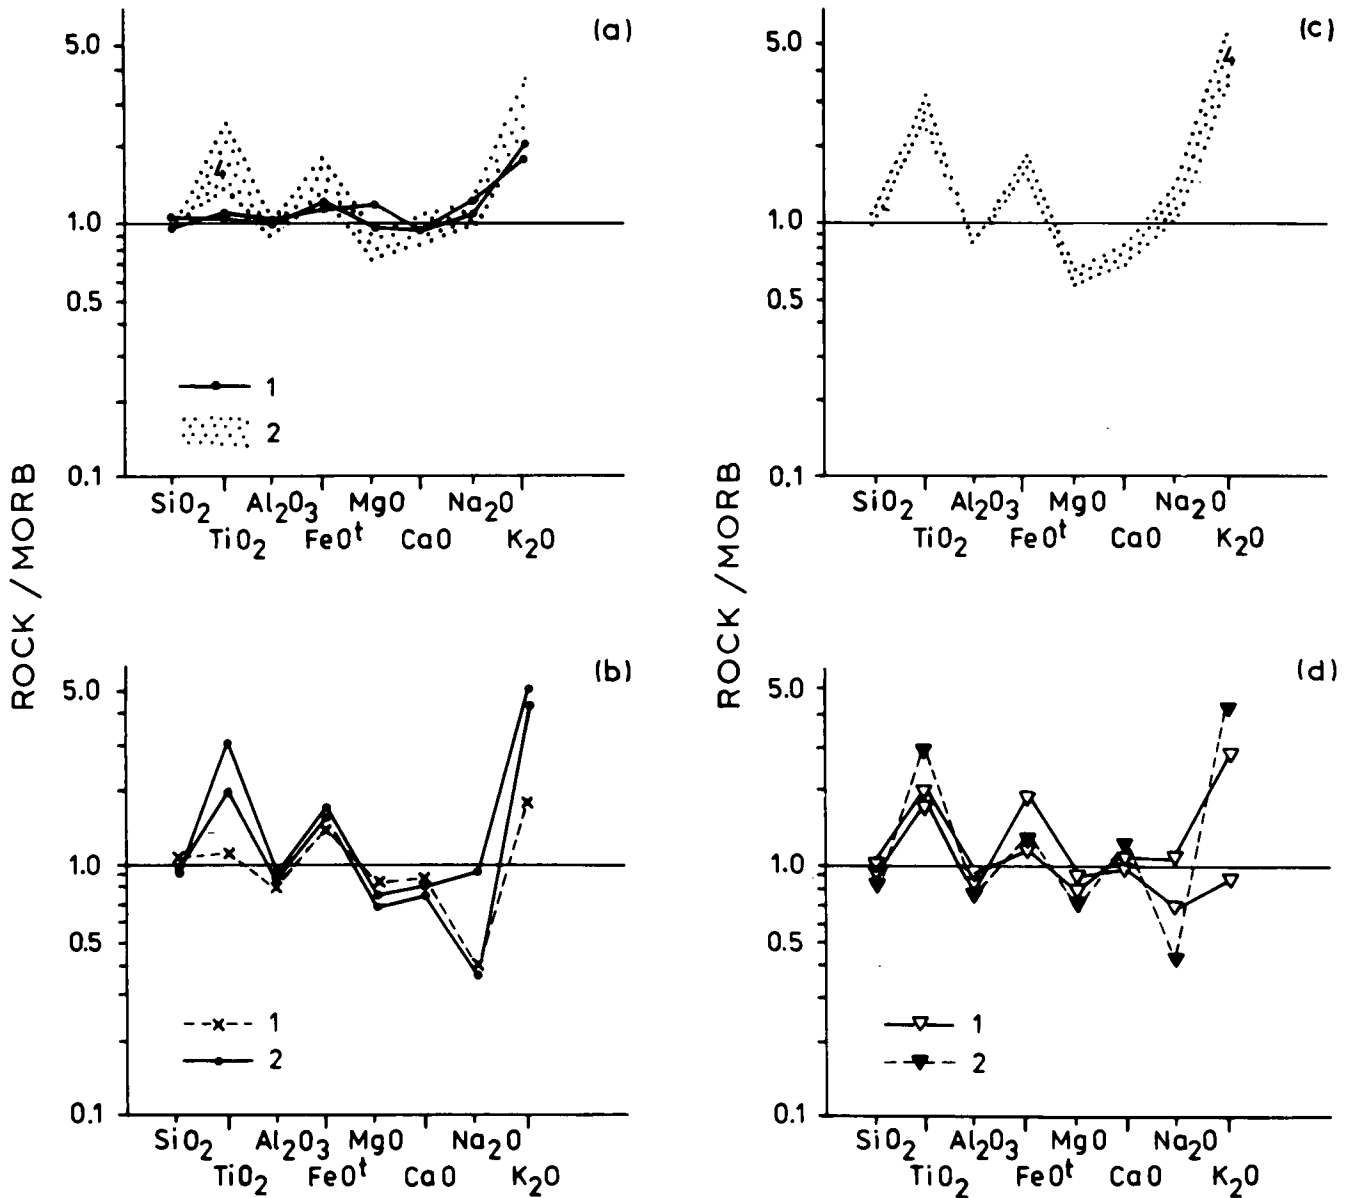 (a)
5.0
4
1.0
0.5
1
2
0.1
SiO₂ Al₂O₃ MgO Na₂O
TiO₂ FeOᵗ CaO K₂O
ROCK / MORB
(c)
5.0
4
1.0
0.5
0.1
SiO₂ Al₂O₃ MgO Na₂O
TiO₂ FeOᵗ CaO K₂O
ROCK / MORB
(b)
5.0
1.0
0.5
1
2
0.1
SiO₂ Al₂O₃ MgO Na₂O
TiO₂ FeOᵗ CaO K₂O
(d)
5.0
1.0
0.5
1
2
0.1
SiO₂ Al₂O₃ MgO Na₂O
TiO₂ FeOᵗ CaO K₂O